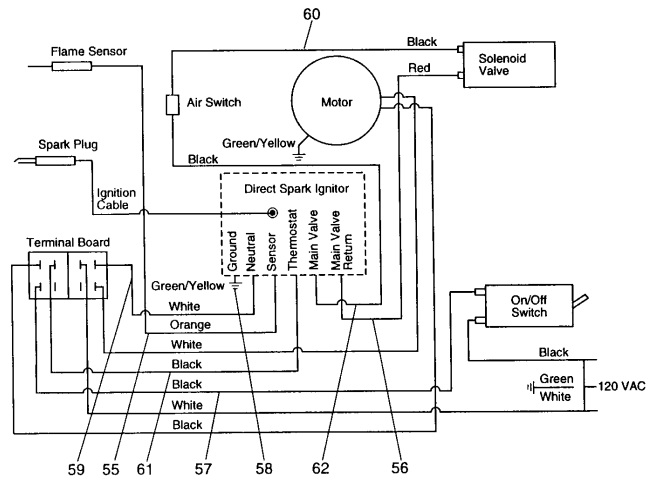 60
Flame Sensor
Black
Solenoid
Valve
Red
Air Switch
Motor
Green/Yellow
Spark Plug
Black
Direct Spark Ignitor
Ignition
Cable
Ground
Neutral
Sensor
Thermostat
Main Valve
Main Valve
Return
Terminal Board
Green/Yellow
White
On/Off
Switch
Orange
White
Black
Black
Black
Green
White
120 VAC
White
Black
59
55
61
57
58
62
56